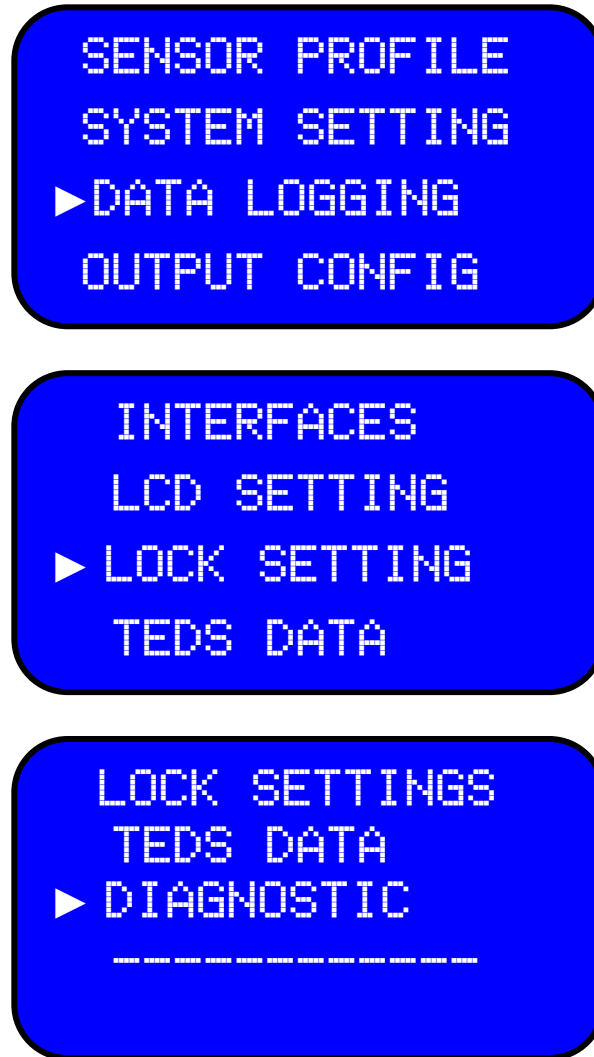 SENSOR PROFILE
SYSTEM SETTING
►DATA LOGGING
OUTPUT CONFIG
INTERFACES
LCD SETTING
► LOCK SETTING
TEDS DATA
LOCK SETTINGS
TEDS DATA
► DIAGNOSTIC
____________